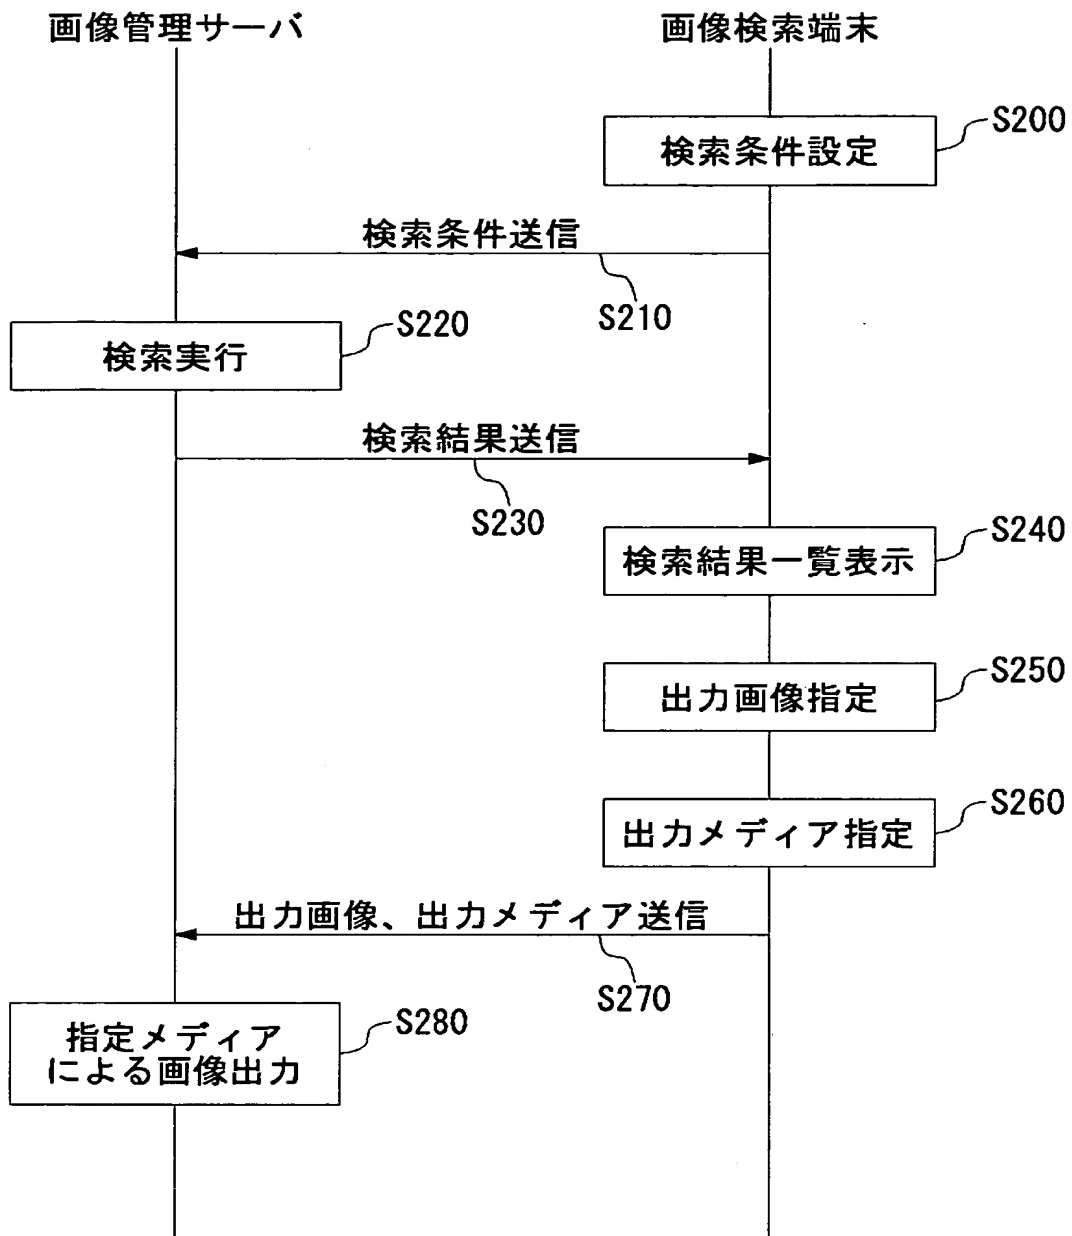 画像管理サーバ
画像検索端末
S200
検索条件設定
検索条件送信
S210
S220
検索実行
検索結果送信
S230
S240
検索結果一覧表示
S250
出力画像指定
S260
出力メディア指定
出力画像、出力メディア送信
S270
S280
指定メディア
による画像出力